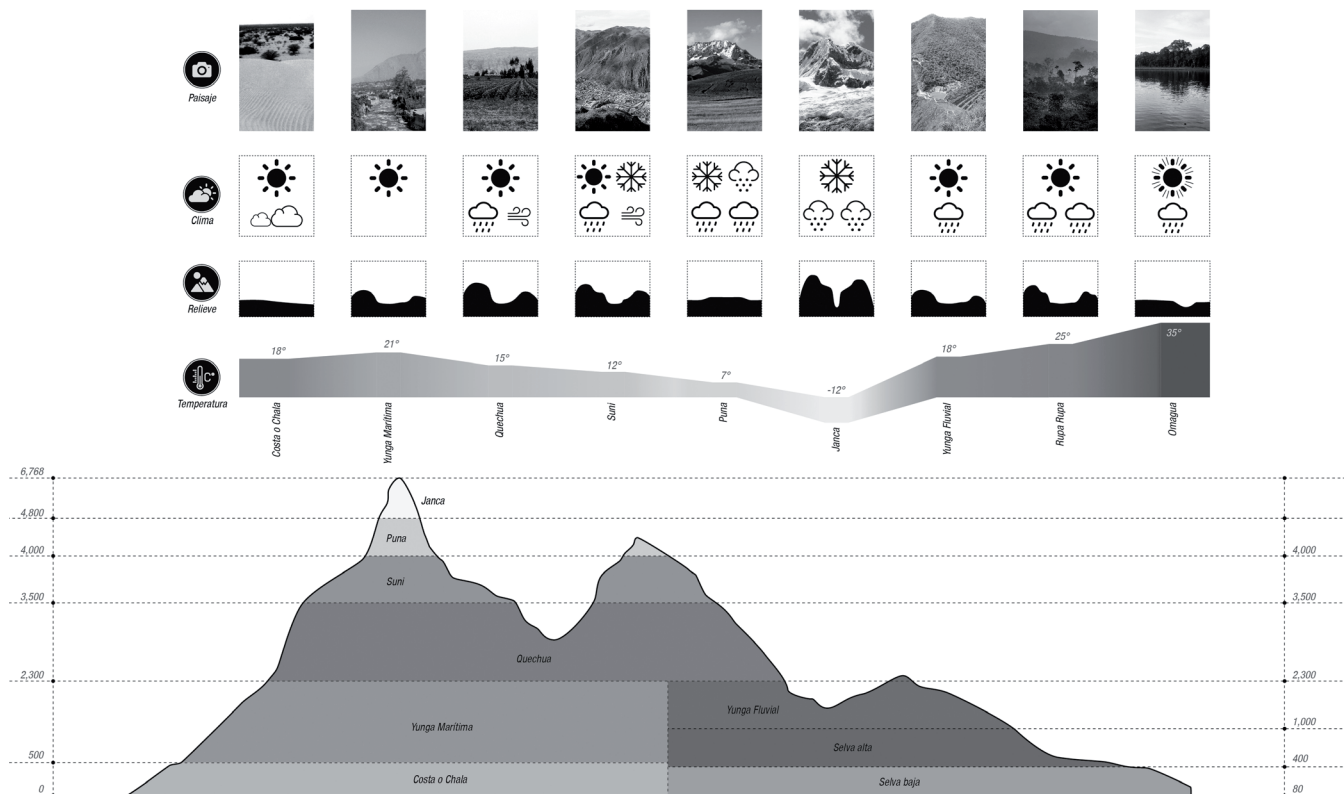 Paisaje
Clima
Relieve
18°
21°
15°
12°
7°
-12°
18°
25°
35°
C°
Temperatura
Costa o Chala
Yunga Marítima
Quechua
Suni
Puna
Janca
Yunga Fluvial
Rupa Rupa
Omagua
6,768
Janca
4,800
Puna
4,000
4,000
Suni
3,500
3,500
Quechua
2,300
2,300
Yunga Fluvial
Yunga Marítima
1,000
Selva alta
500
400
Costa o Chala
Selva baja
0
80